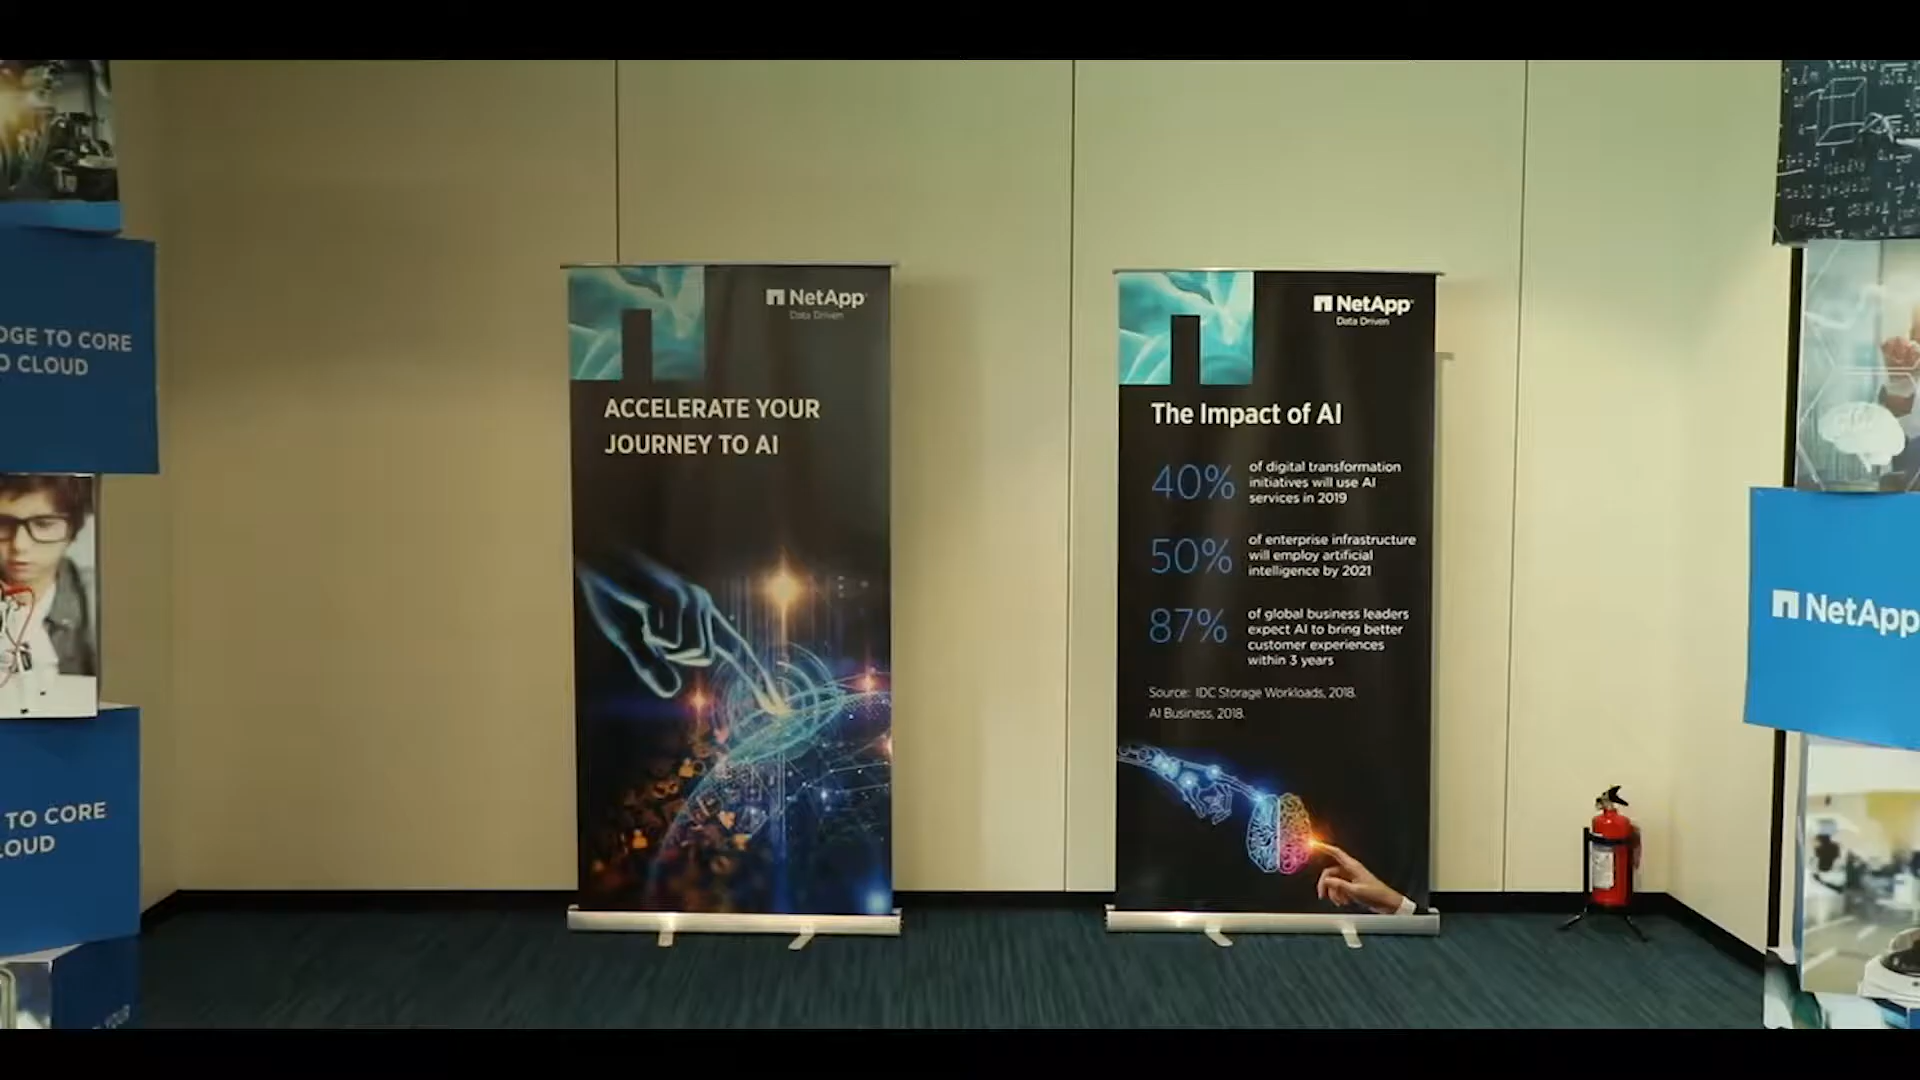 TO CORE
CLOUD
TO CORE
NetApp
Data Driven
ACCELERATE YOUR
JOURNEY TO AI
NetApp
Data Driven
The Impact of AI
40% of digital transformation
initiatives will use AI
services in 2019
50% of enterprise infrastructure
will employ artificial
intelligence by 2021
87% of global business leaders
expect AI to bring better
customer experiences
within 3 years
Source: IDC Storage Workloads, 2018.
AI Business, 2018.
NetApp